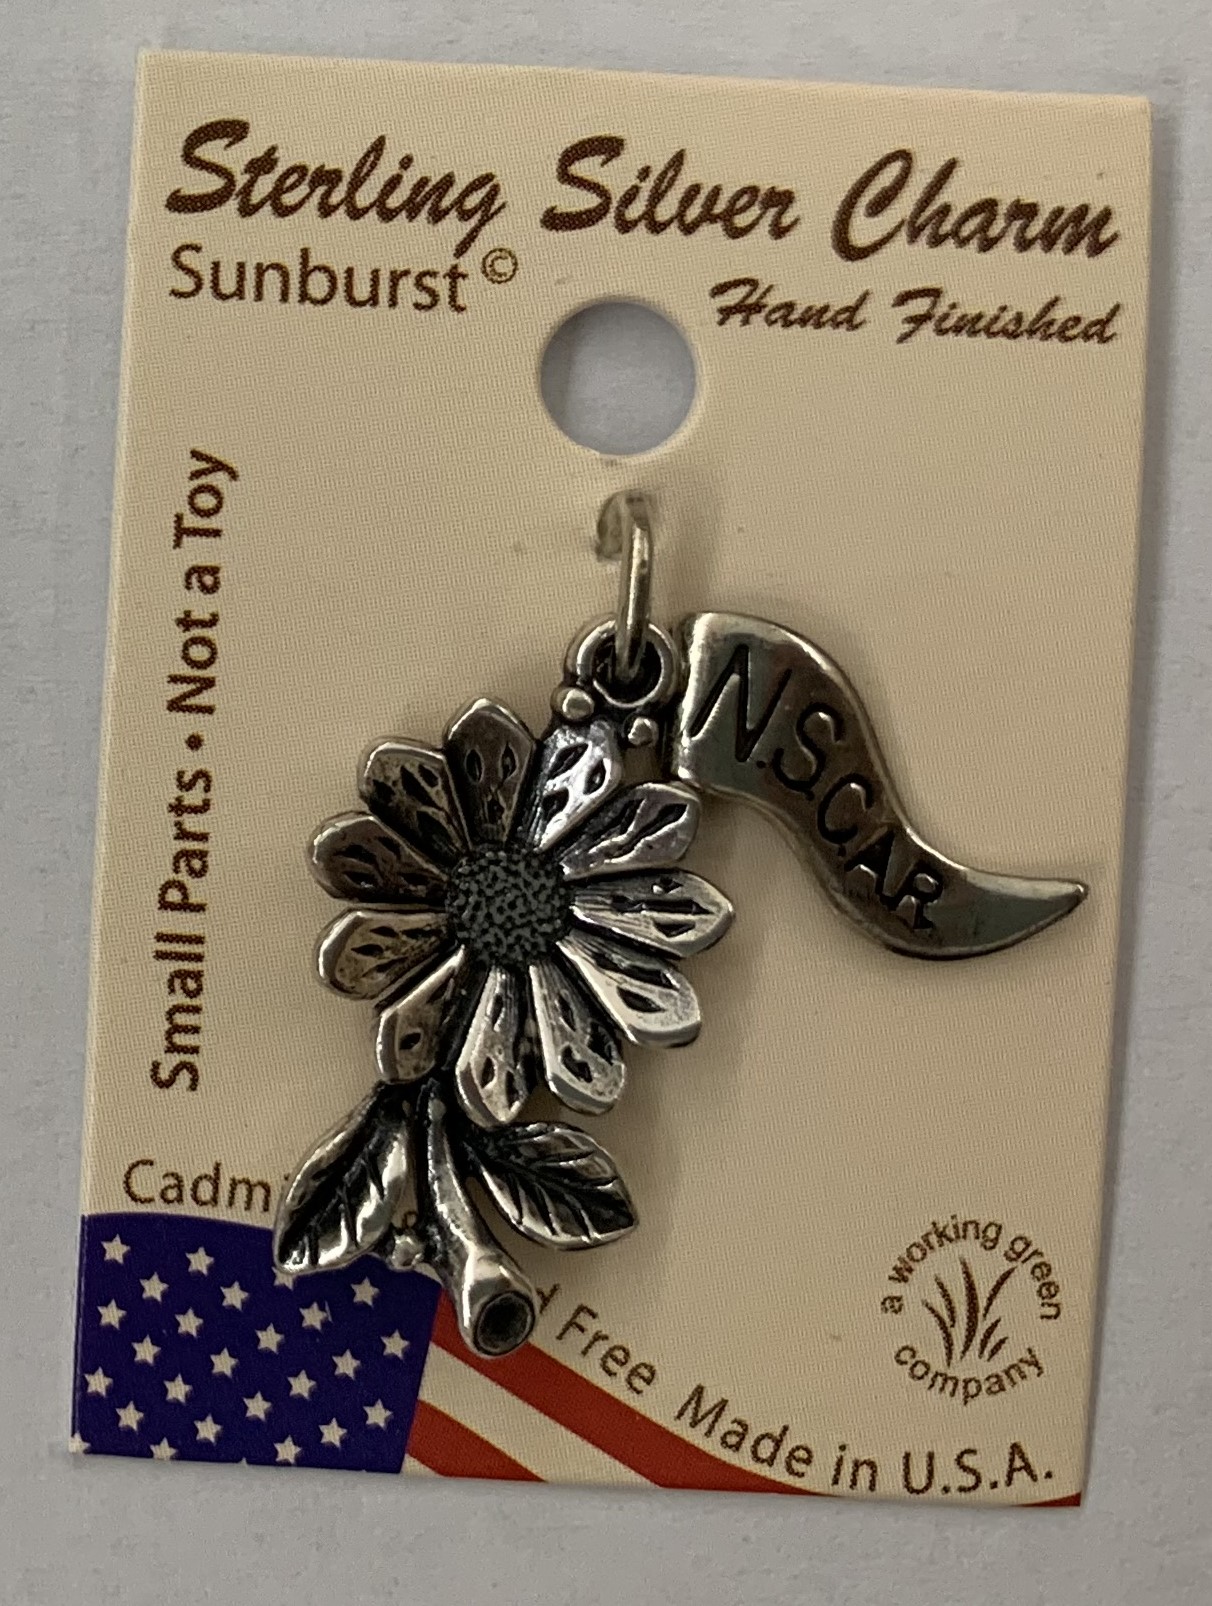 Sterling Silver Charm
Sunburst©
Hand Finished
Small Parts • Not a Toy
N.S.C.A.R
Free Made in U.S.A.
a working green
company